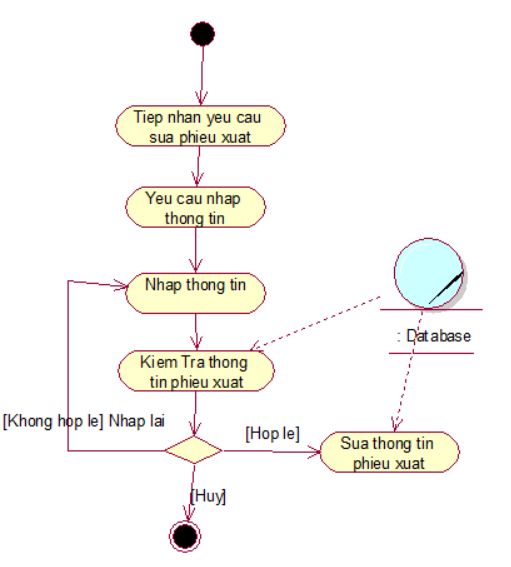 Tiep nhan yeu cau
sua phieu xuat
Yeu cau nhap
thong tin
Nhap thong tin
: Database
Kiem Tra thong
tin phieu xuat
[Khong hop le] Nhap lai
[Hop le]
Sua thong tin
phieu xuat
[Huy]